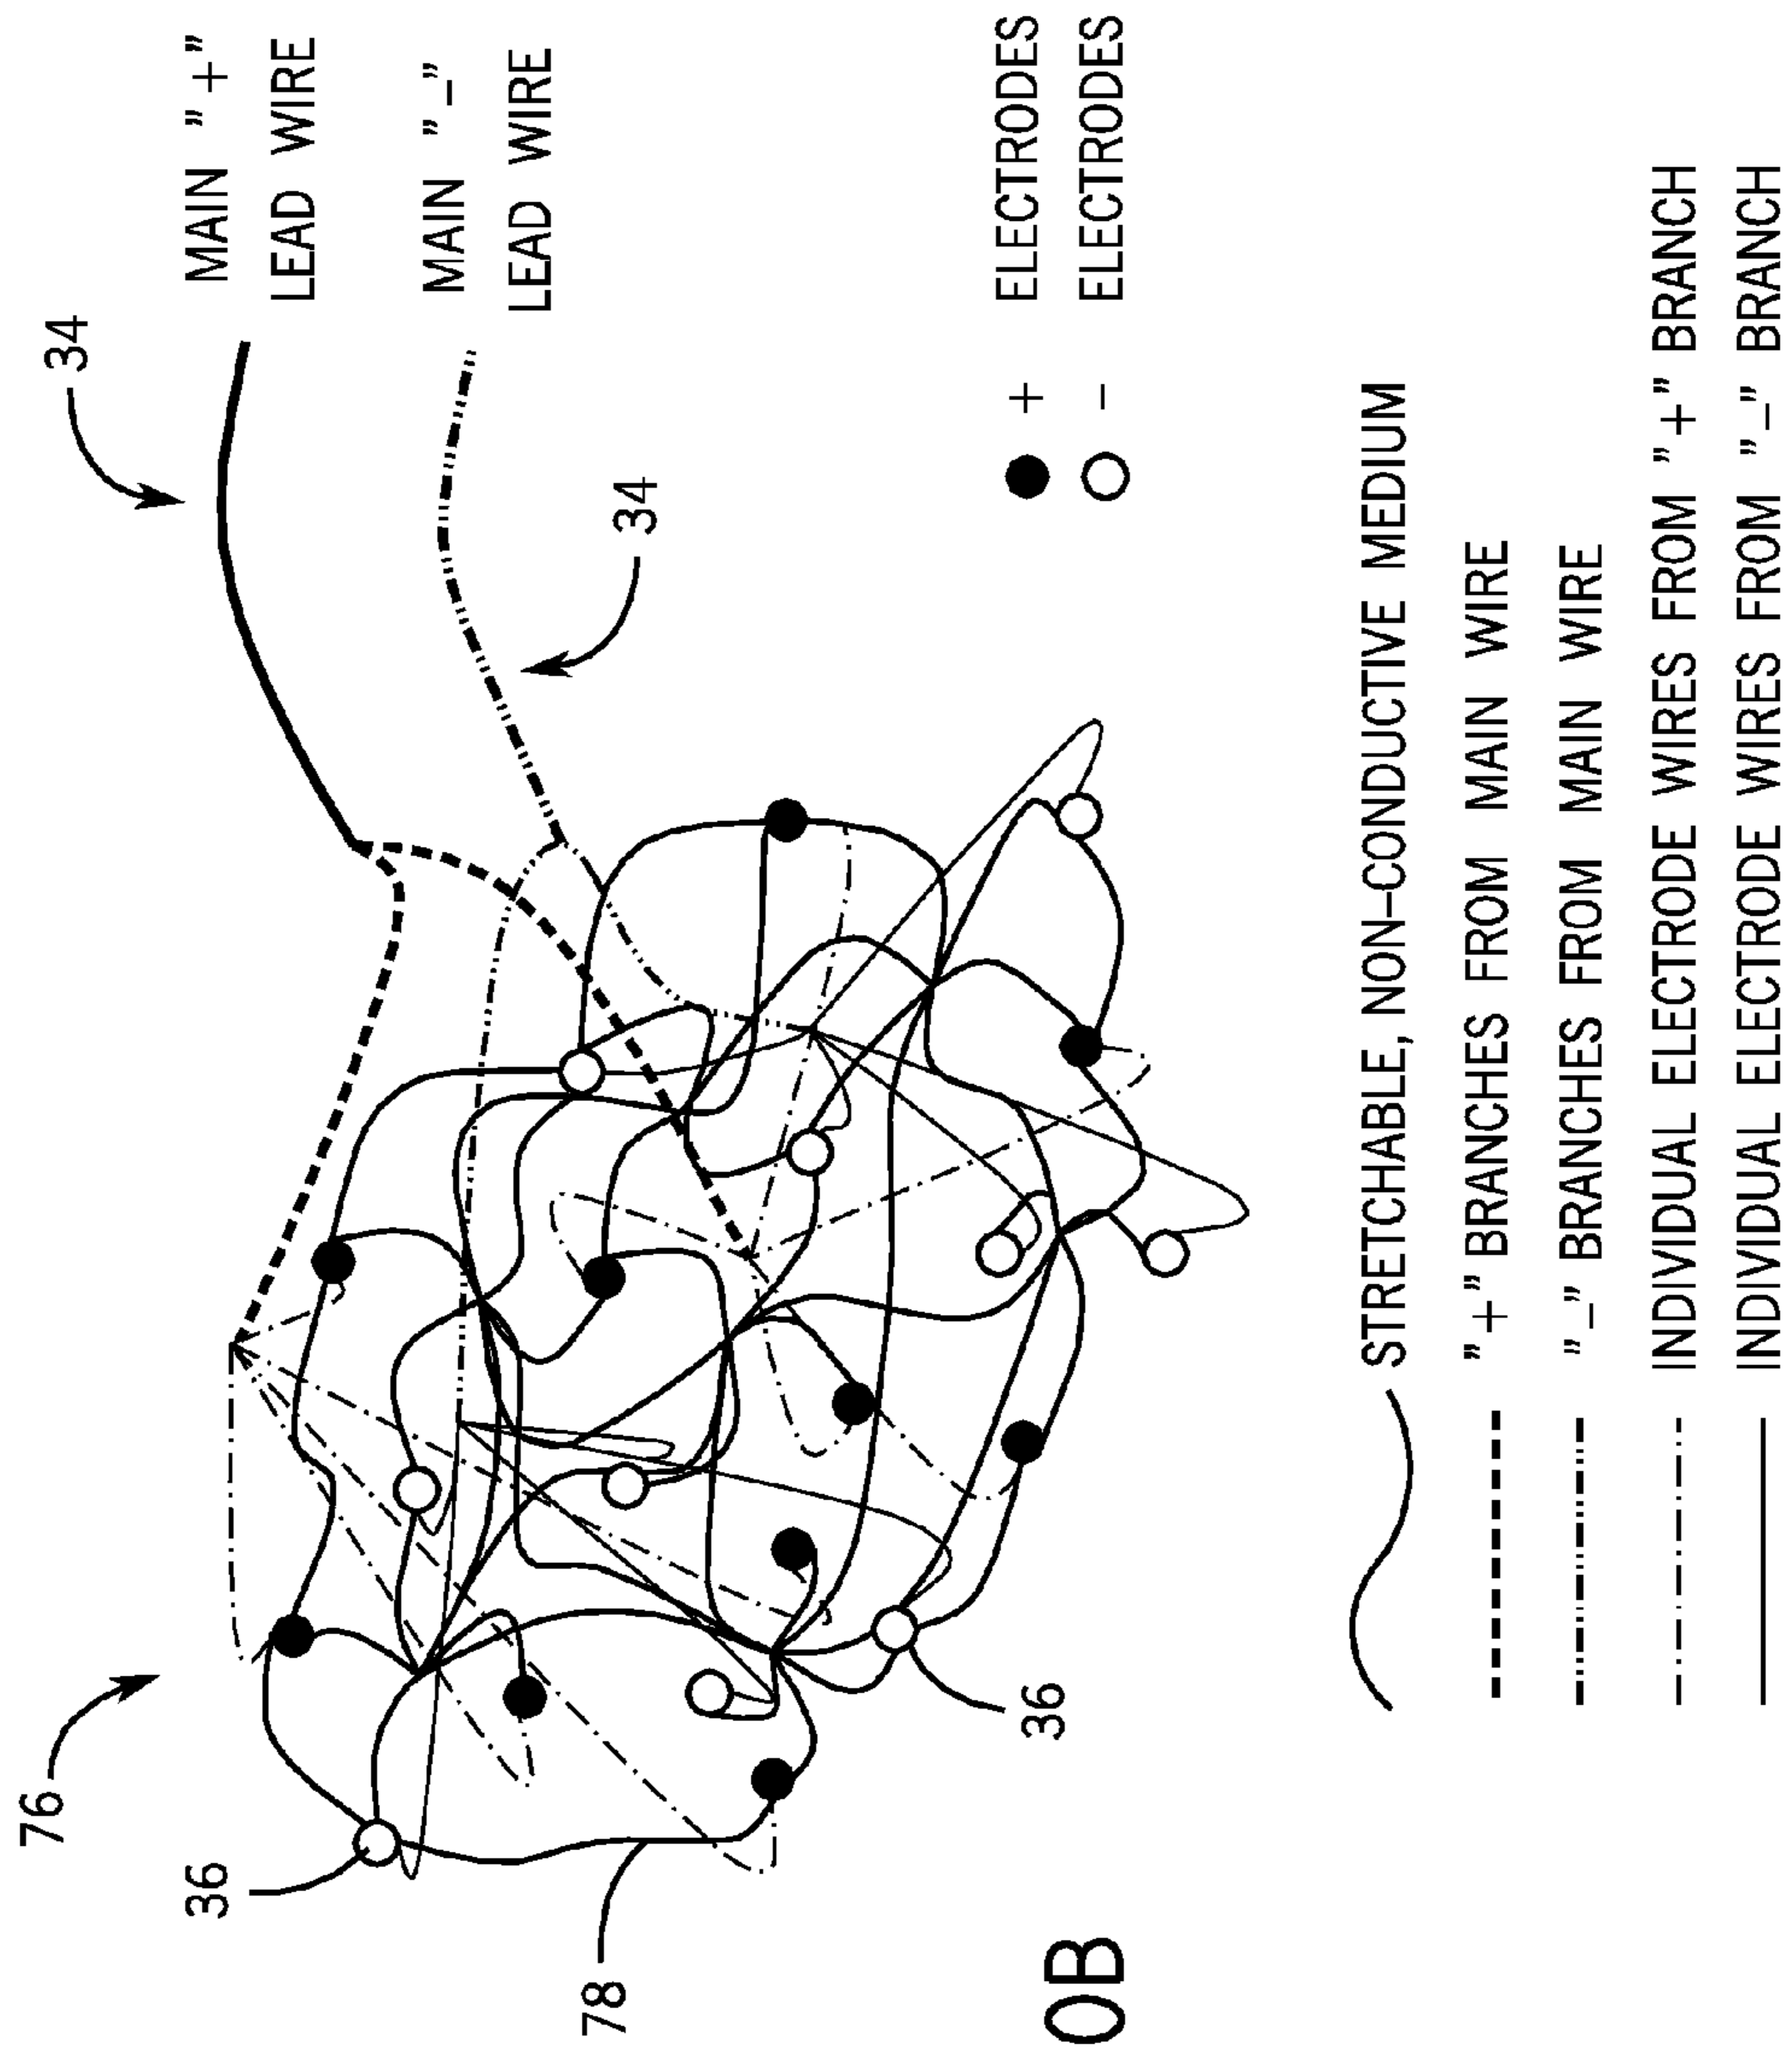 76
34
MAIN "+"
LEAD WIRE
36
MAIN "–"
LEAD WIRE
34
78
36
+ ELECTRODES
– ELECTRODES
0B
STRETCHABLE, NON–CONDUCTIVE MEDIUM
"+" BRANCHES FROM MAIN WIRE
"–" BRANCHES FROM MAIN WIRE
INDIVIDUAL ELECTRODE WIRES FROM "+" BRANCH
INDIVIDUAL ELECTRODE WIRES FROM "–" BRANCH